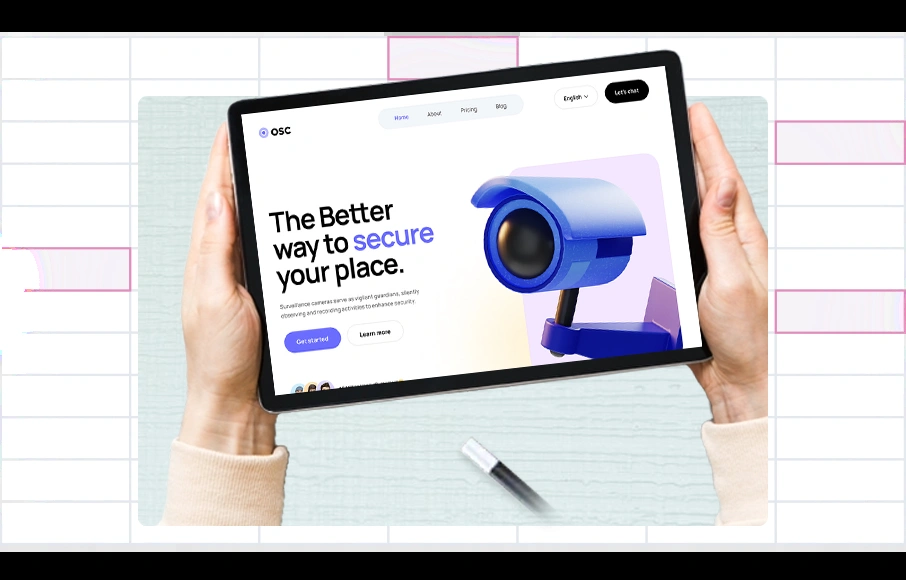 OSC
Home
About
Pricing
Blog
English
Let's chat
The Better
way to secure
your place.
Surveillance cameras serve as vigilant guardians, silently
observing and recording activities to enhance security.
Get started
Learn more